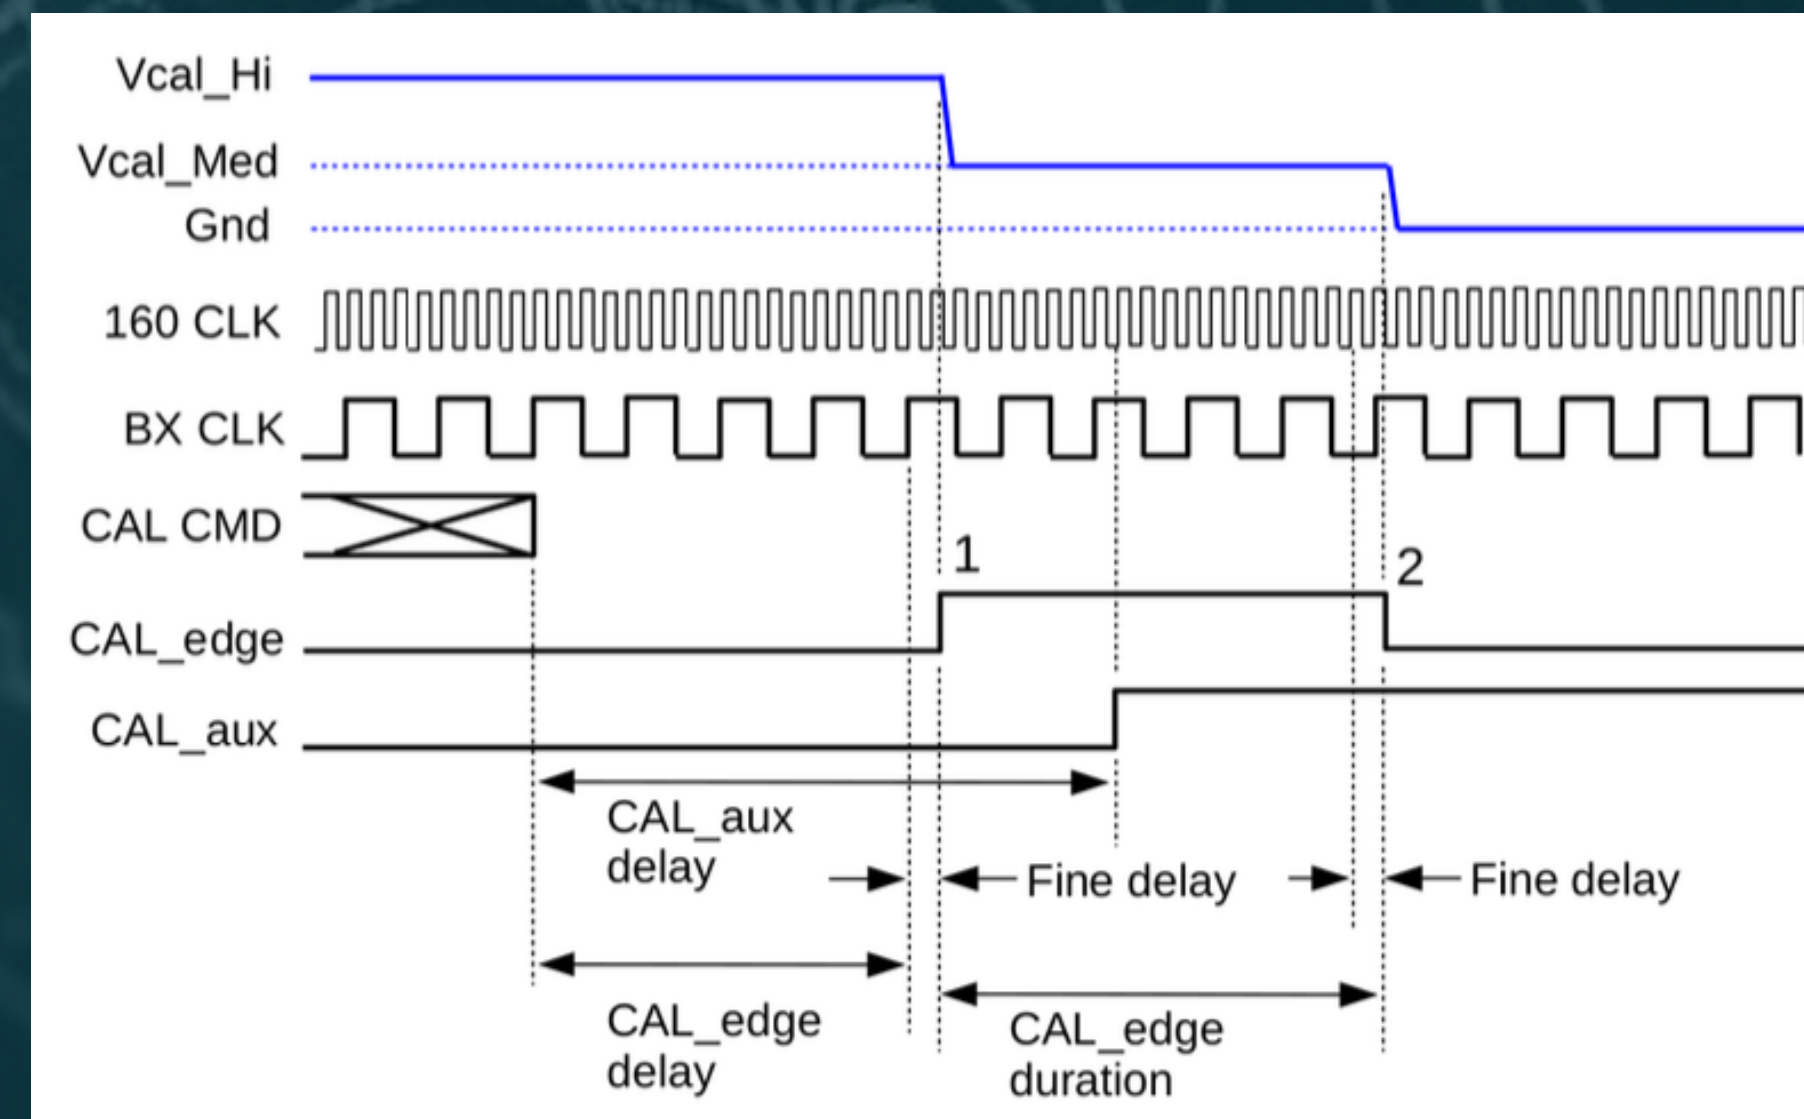 Vcal_Hi
Vcal_Med
Gnd
160 CLK
BX CLK
CAL CMD
1
2
CAL_edge
CAL_aux
CAL_aux
delay
Fine delay
Fine delay
CAL_edge
delay
CAL_edge
duration